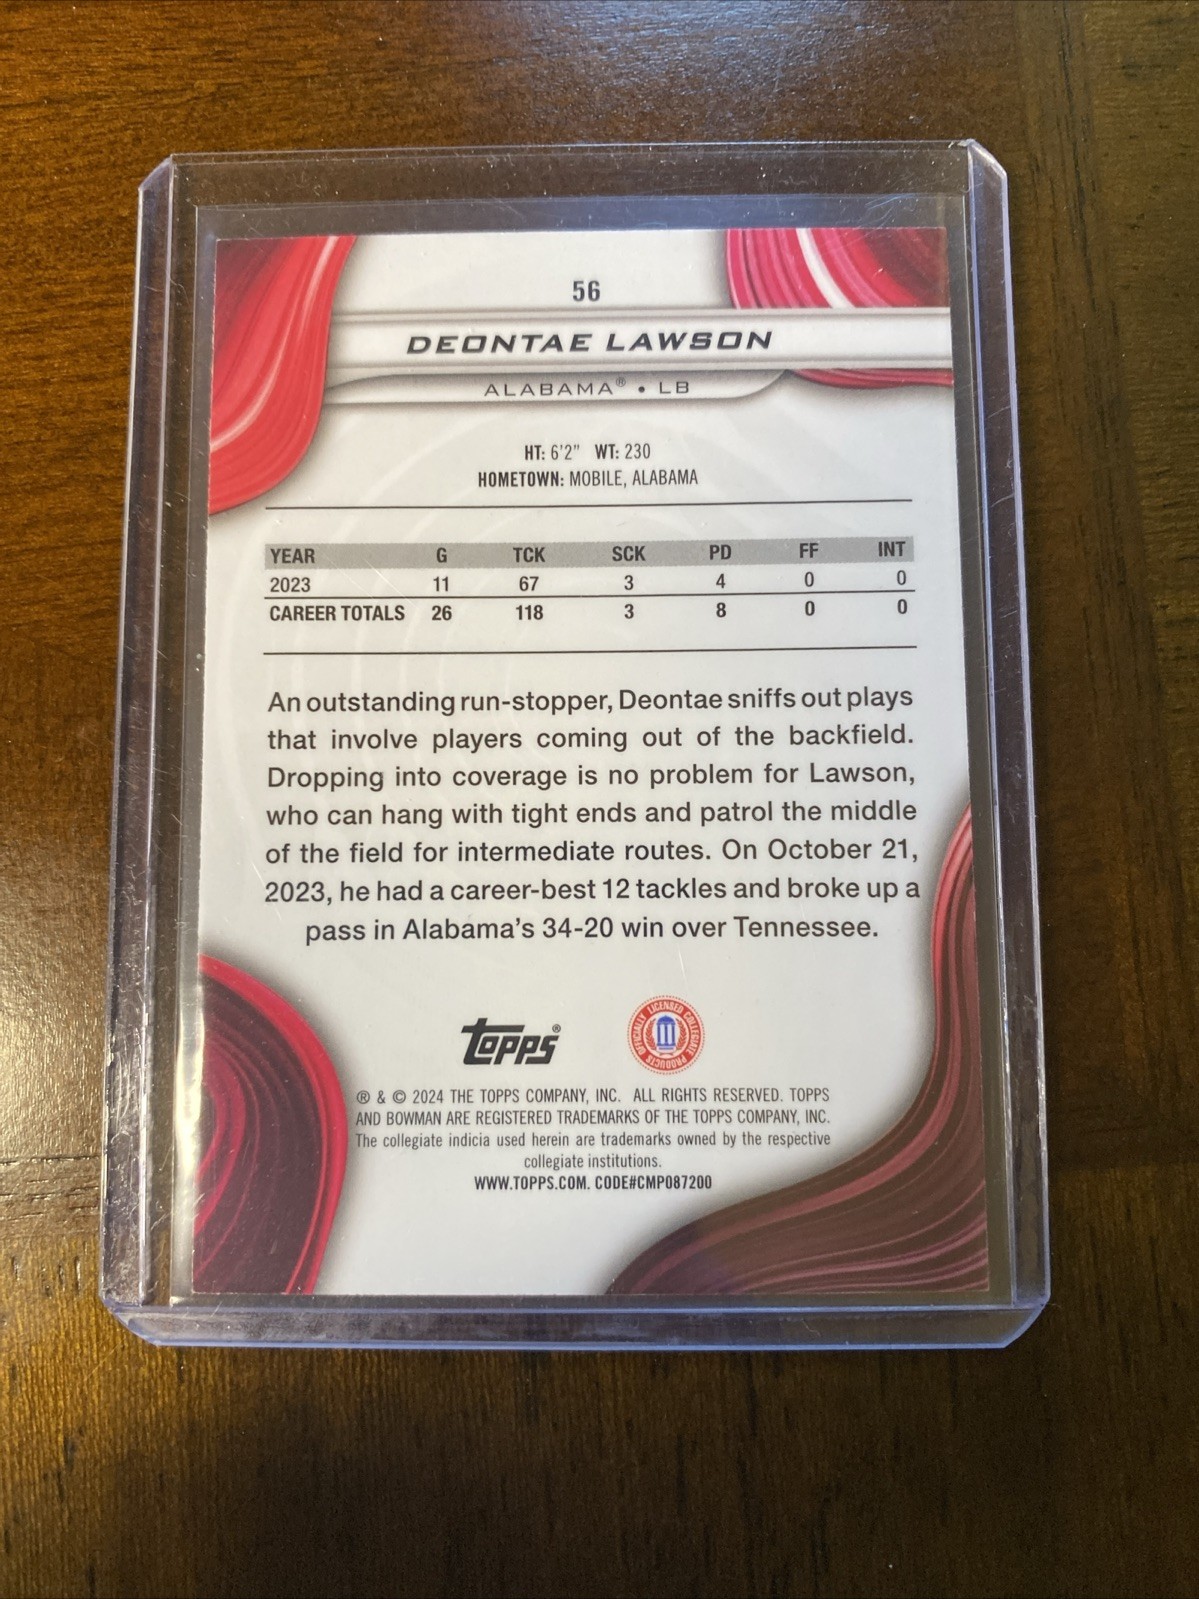 56
DEONTAE LAWSON
ALABAMA® • LB
HT: 6'2" WT: 230
HOMETOWN: MOBILE, ALABAMA
YEAR G TCK SCK PD FF INT
2023 11 67 3 4 0 0
CAREER TOTALS 26 118 3 8 0 0
An outstanding run-stopper, Deontae sniffs out plays
that involve players coming out of the backfield.
Dropping into coverage is no problem for Lawson,
who can hang with tight ends and patrol the middle
of the field for intermediate routes. On October 21,
2023, he had a career-best 12 tackles and broke up a
pass in Alabama's 34-20 win over Tennessee.
topps®
OFFICIALLY LICENSED COLLEGIATE PRODUCTS
® & © 2024 THE TOPPS COMPANY, INC. ALL RIGHTS RESERVED. TOPPS
AND BOWMAN ARE REGISTERED TRADEMARKS OF THE TOPPS COMPANY, INC.
The collegiate indicia used herein are trademarks owned by the respective
collegiate institutions.
WWW.TOPPS.COM. CODE#CMP087200